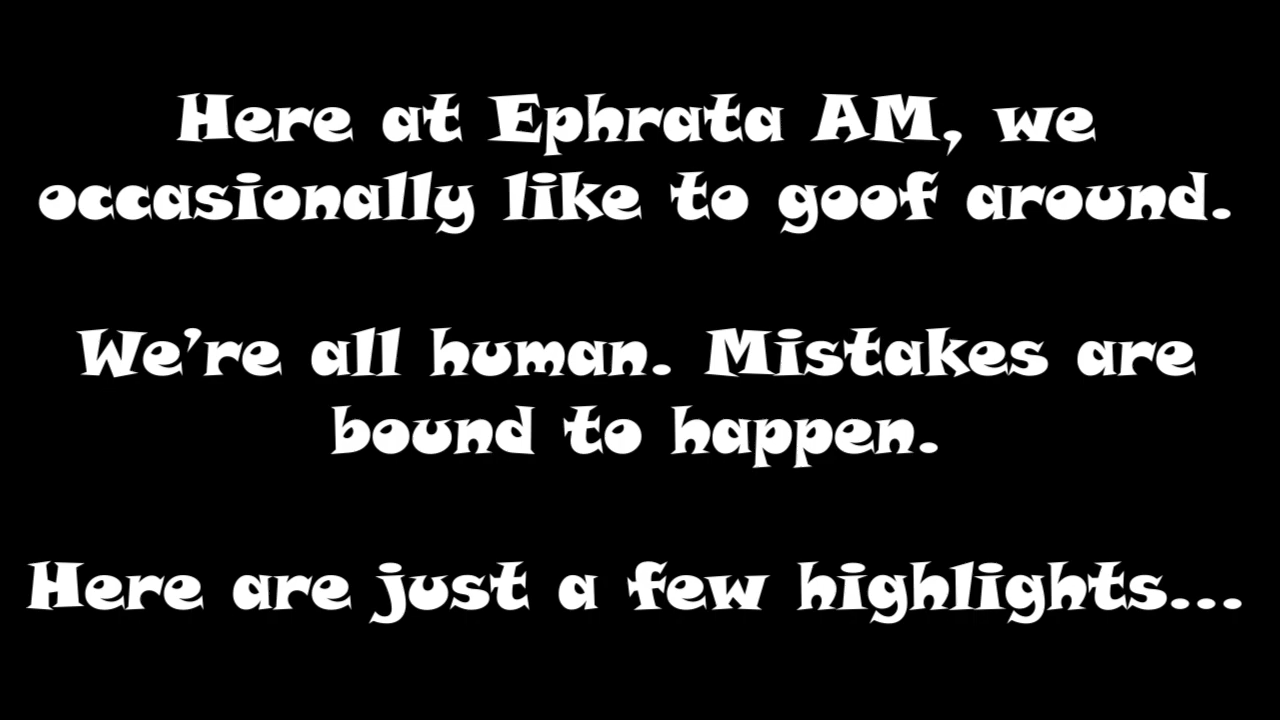 Here at Ephrata AM, we
occasionally like to goof around.
We’re all human. Mistakes are
bound to happen.
Here are just a few highlights...